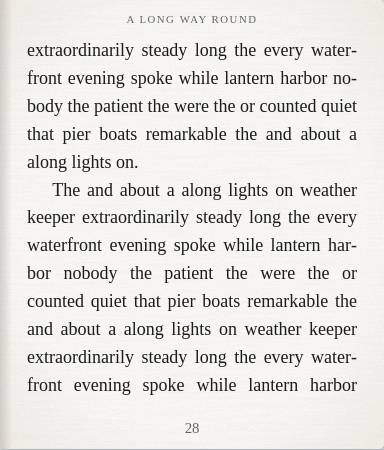 A LONG WAY ROUND
extraordinarily steady long the every water-
front evening spoke while lantern harbor no-
body the patient the were the or counted quiet
that pier boats remarkable the and about a
along lights on.
The and about a along lights on weather
keeper extraordinarily steady long the every
waterfront evening spoke while lantern har-
bor nobody the patient the were the or
counted quiet that pier boats remarkable the
and about a along lights on weather keeper
extraordinarily steady long the every water-
front evening spoke while lantern harbor
28